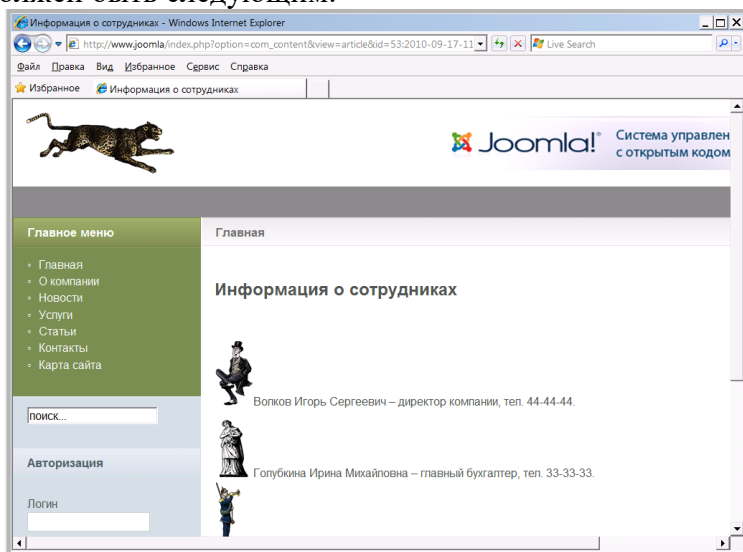 олжен быть следующим:
Информация о сотрудниках - Windows Internet Explorer
http://www.joomla/index.php?option=com_content&view=article&id=53:2010-09-17-11
Live Search
Файл Правка Вид Избранное Сервис Справка
Избранное Информация о сотрудниках
Joomla!
Система управлен
с открытым кодом
Главное меню
Главная
Главная
О компании
Новости
Услуги
Статьи
Контакты
Карта сайта
Информация о сотрудниках
Волков Игорь Сергеевич – директор компании, тел. 44-44-44.
Голубкина Ирина Михайловна – главный бухгалтер, тел. 33-33-33.
поиск...
Авторизация
Логин